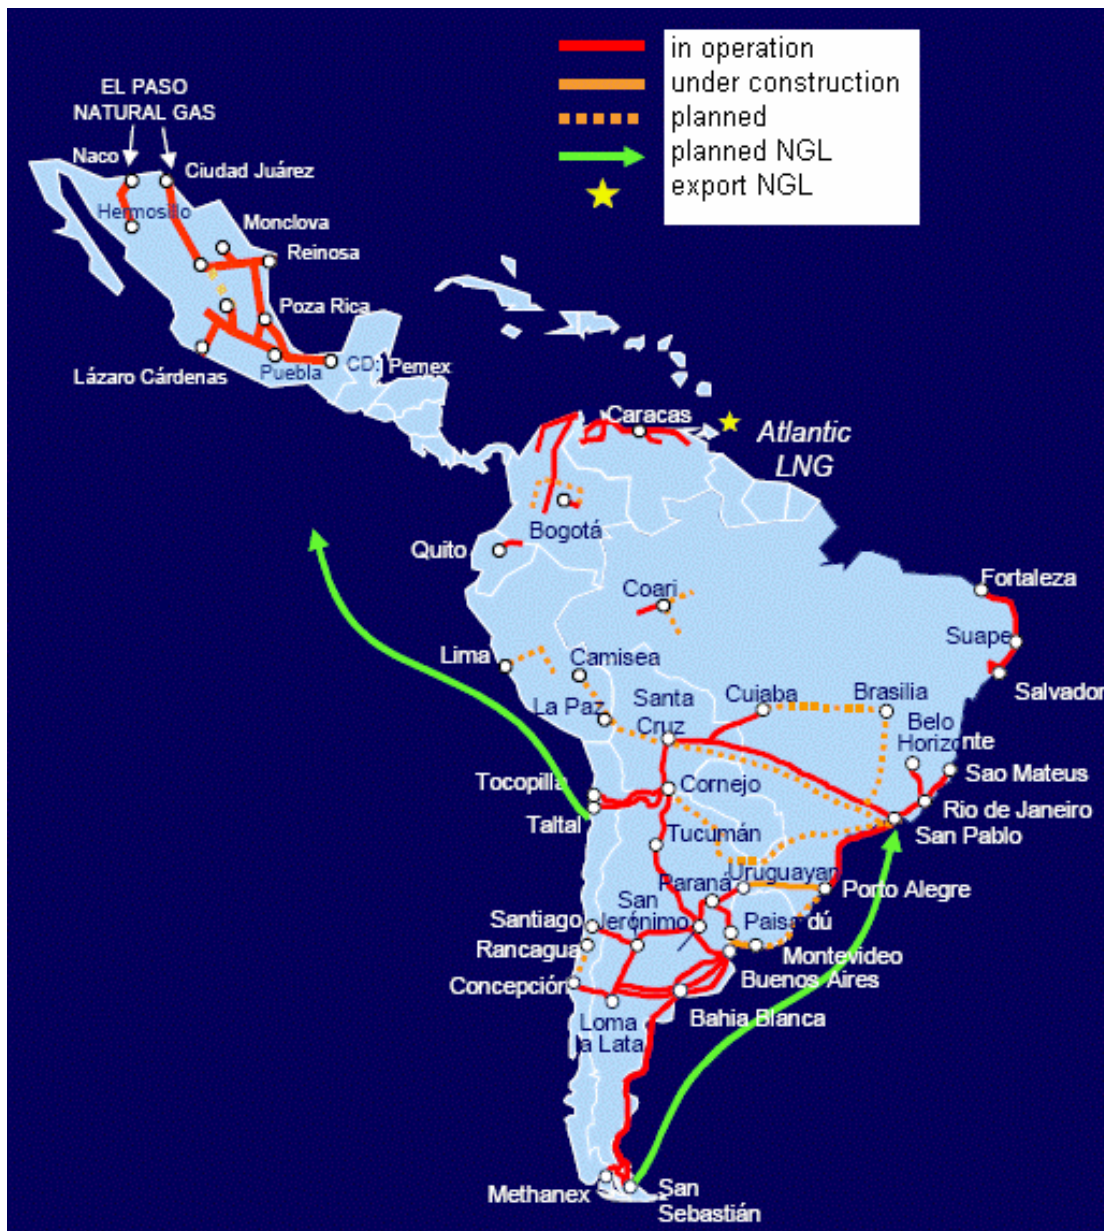 in operation
under construction
planned
planned NGL
export NGL
EL PASO
NATURAL GAS
Naco
Ciudad Juárez
Hermosillo
Monclova
Reinosa
Poza Rica
Lázaro Cárdenas
Puebla
CD: Pemex
Caracas
Atlantic
LNG
Bogotá
Quito
Coari
Fortaleza
Suape
Salvador
Lima
Camisea
La Paz
Santa
Cruz
Cuiaba
Brasilia
Belo
Horizonte
Sao Mateus
Tocopilla
Cornejo
Rio de Janeiro
Taltal
San Pablo
Tucumán
Uruguayan
Paraná
Porto Alegre
San
Jerónimo
Santiago
Paisadú
Rancagua
Montevideo
Buenos Aires
Concepción
Bahia Blanca
Loma
la Lata
Methanex
San
Sebastián